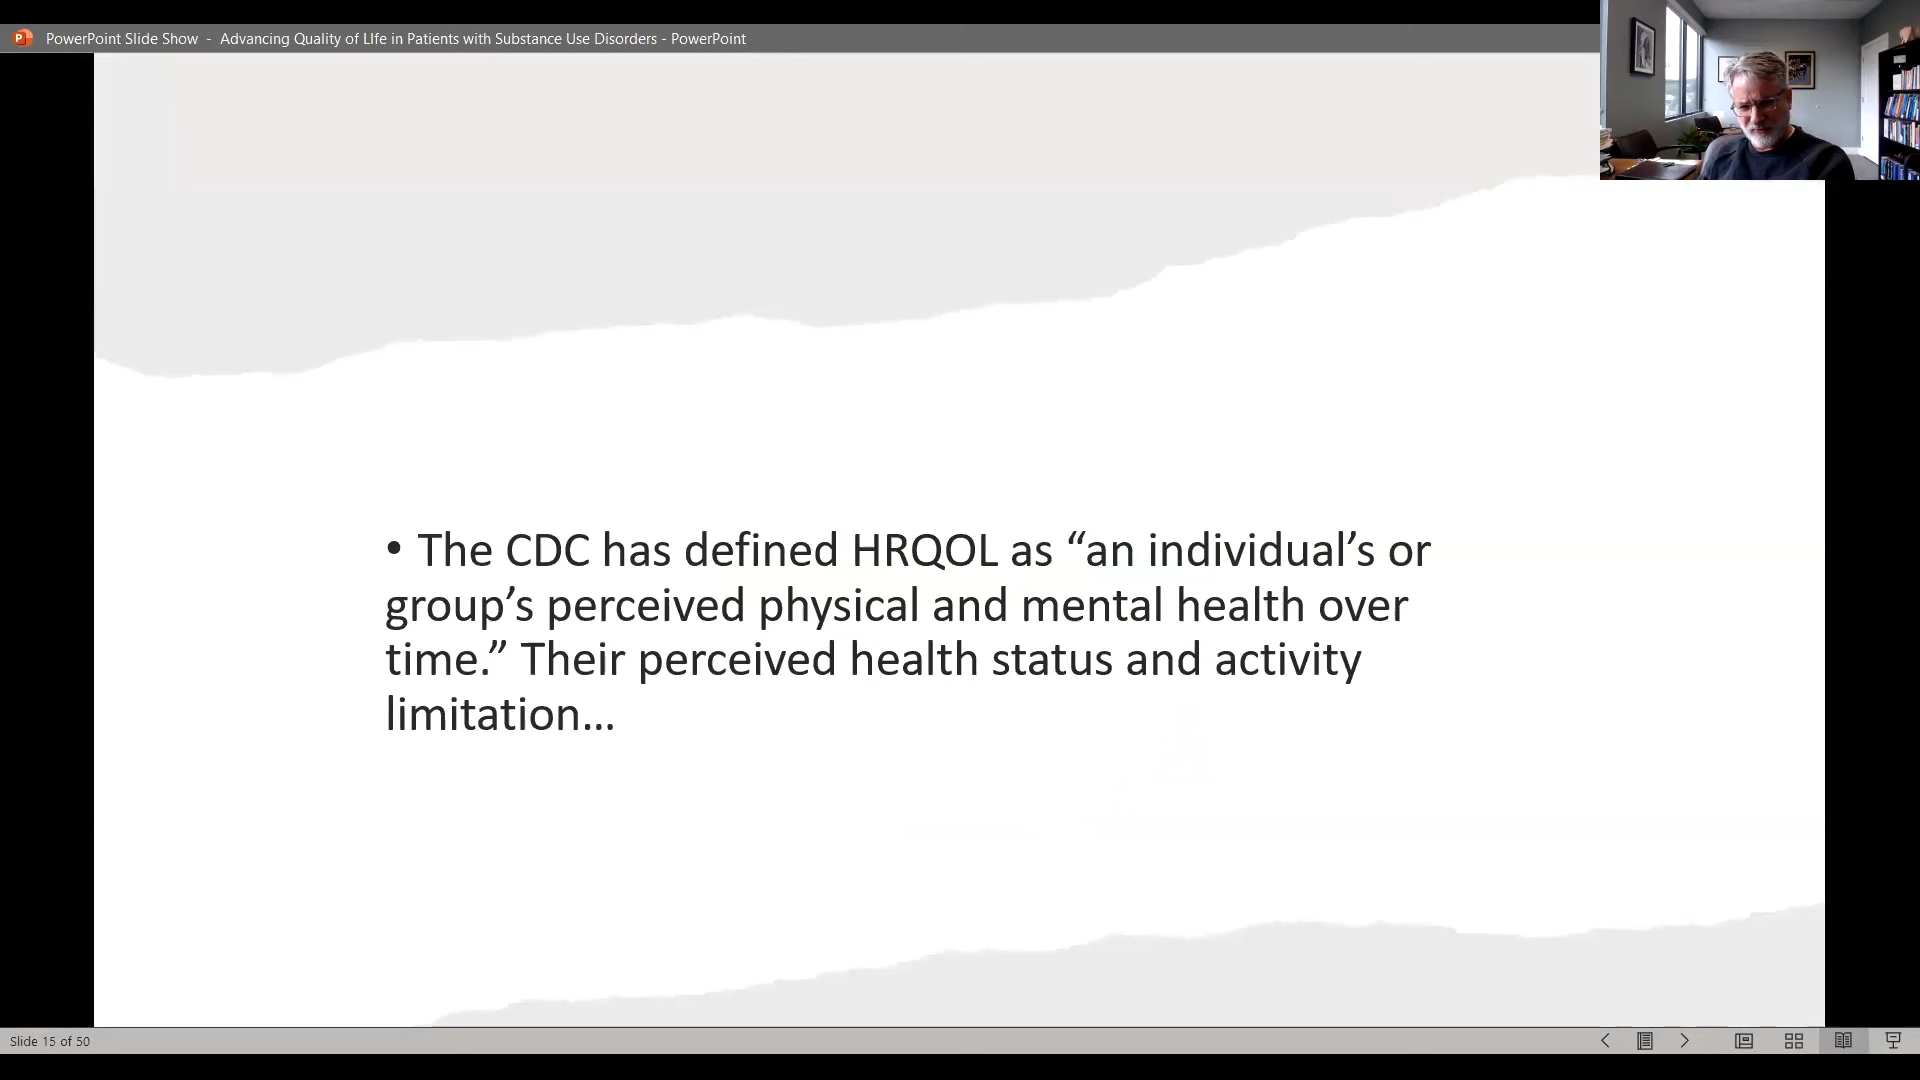 PowerPoint Slide Show - Advancing Quality of LIfe in Patients with Substance Use Disorders - PowerPoint
• The CDC has defined HRQOL as “an individual’s or
group’s perceived physical and mental health over
time.” Their perceived health status and activity
limitation…
Slide 15 of 50